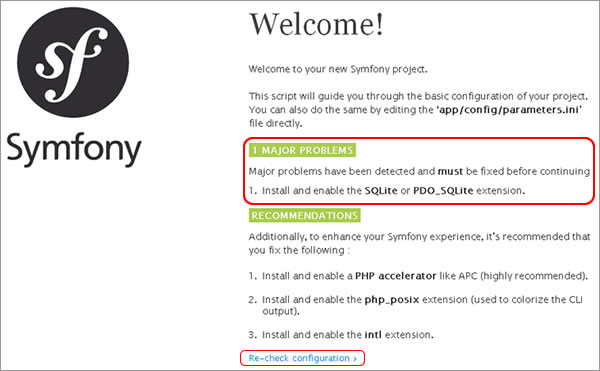 Welcome!
sf
Symfony
Welcome to your new Symfony project.
This script will guide you through the basic configuration of your project.
You can also do the same by editing the ‘app/config/parameters.ini’
file directly.
1 MAJOR PROBLEMS
Major problems have been detected and must be fixed before continuing
1. Install and enable the SQLite or PDO_SQLite extension.
RECOMMENDATIONS
Additionally, to enhance your Symfony experience, it's recommended that
you fix the following :
1. Install and enable a PHP accelerator like APC (highly recommended).
2. Install and enable the php_posix extension (used to colorize the CLI
output).
3. Install and enable the intl extension.
Re-check configuration ›